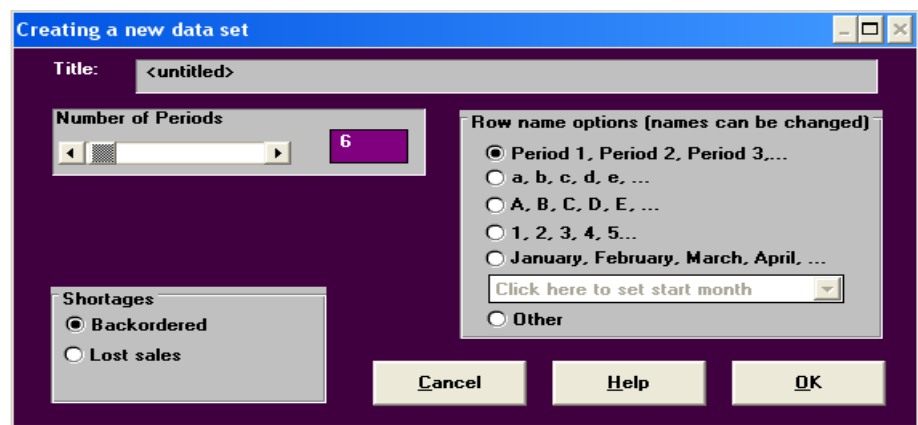 Creating a new data set
Title: <untitled>
Number of Periods
6
Row name options (names can be changed)
Period 1, Period 2, Period 3,...
a, b, c, d, e, ...
A, B, C, D, E, ...
1, 2, 3, 4, 5...
January, February, March, April, ...
Click here to set start month
Other
Shortages
Backordered
Lost sales
Cancel Help OK